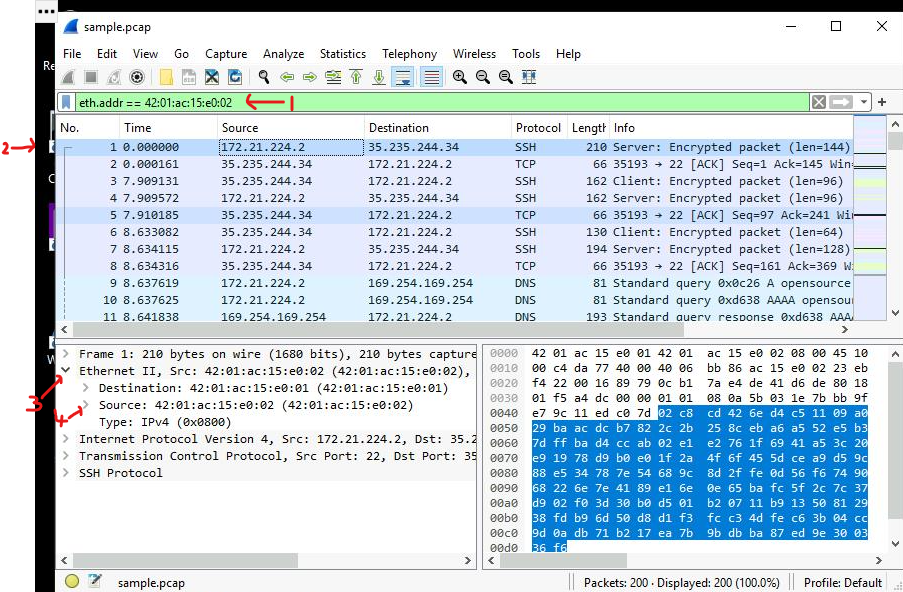 sample.pcap
File Edit View Go Capture Analyze Statistics Telephony Wireless Tools Help
eth.addr == 42:01:ac:15:e0:02
1
No. Time Source Destination Protocol Length Info
2
1 0.000000 172.21.224.2 35.235.244.34 SSH 210 Server: Encrypted packet (len=144)
2 0.000161 35.235.244.34 172.21.224.2 TCP 66 35193 → 22 [ACK] Seq=1 Ack=145 Win=
3 7.909131 35.235.244.34 172.21.224.2 SSH 162 Client: Encrypted packet (len=96)
4 7.909572 172.21.224.2 35.235.244.34 SSH 162 Server: Encrypted packet (len=96)
5 7.910185 35.235.244.34 172.21.224.2 TCP 66 35193 → 22 [ACK] Seq=97 Ack=241 Wi
6 8.633082 35.235.244.34 172.21.224.2 SSH 130 Client: Encrypted packet (len=64)
7 8.634115 172.21.224.2 35.235.244.34 SSH 194 Server: Encrypted packet (len=128)
8 8.634316 35.235.244.34 172.21.224.2 TCP 66 35193 → 22 [ACK] Seq=161 Ack=369 W
9 8.637619 172.21.224.2 169.254.169.254 DNS 81 Standard query 0x0c26 A opensource
10 8.637625 172.21.224.2 169.254.169.254 DNS 81 Standard query 0xd638 AAAA opensou
11 8.641838 169.254.169.254 172.21.224.2 DNS 193 Standard query response 0xd638 AAA
Frame 1: 210 bytes on wire (1680 bits), 210 bytes capture
Ethernet II, Src: 42:01:ac:15:e0:02 (42:01:ac:15:e0:02),
3
Destination: 42:01:ac:15:e0:01 (42:01:ac:15:e0:01)
Source: 42:01:ac:15:e0:02 (42:01:ac:15:e0:02)
4
Type: IPv4 (0x0800)
Internet Protocol Version 4, Src: 172.21.224.2, Dst: 35.2
Transmission Control Protocol, Src Port: 22, Dst Port: 35
SSH Protocol
0000 42 01 ac 15 e0 01 42 01 ac 15 e0 02 08 00 45 10
0010 00 c4 da 77 40 00 40 06 bb 86 ac 15 e0 02 23 eb
0020 f4 22 00 16 89 79 0c b1 7a e4 de 41 d6 de 80 18
0030 01 f5 a4 dc 00 00 01 01 08 0a 5b 03 1e 7b bb 9f
0040 e7 9c 11 ed c0 7d 02 c8 cd 42 6e d4 c5 11 09 a0
0050 29 ba ac dc b7 82 2c 2b 25 8c eb a6 a5 52 e5 b3
0060 7d ff ba d4 cc ab 02 e1 e2 76 1f 69 41 a5 3c 20
0070 e9 19 78 d9 b0 e0 1f 2a 4f 6f 45 5d ce a9 d5 9c
0080 88 e5 34 78 7e 54 68 9c 8d 2f fe 0d 56 f6 74 90
0090 68 22 6e 7e 41 89 e1 6e 0e 65 ba fc 5f 2c 7c 37
00a0 d9 02 f0 3d 30 b0 d5 01 b2 07 11 b9 13 50 81 29
00b0 38 fd b9 6d 50 d8 d1 f3 fc c3 4d fe c6 3b 04 cc
00c0 9d 0a db 71 b2 17 ea 7b 9b db ba 87 ed 9e 30 03
00d0 36 f6
sample.pcap
Packets: 200 · Displayed: 200 (100.0%)
Profile: Default